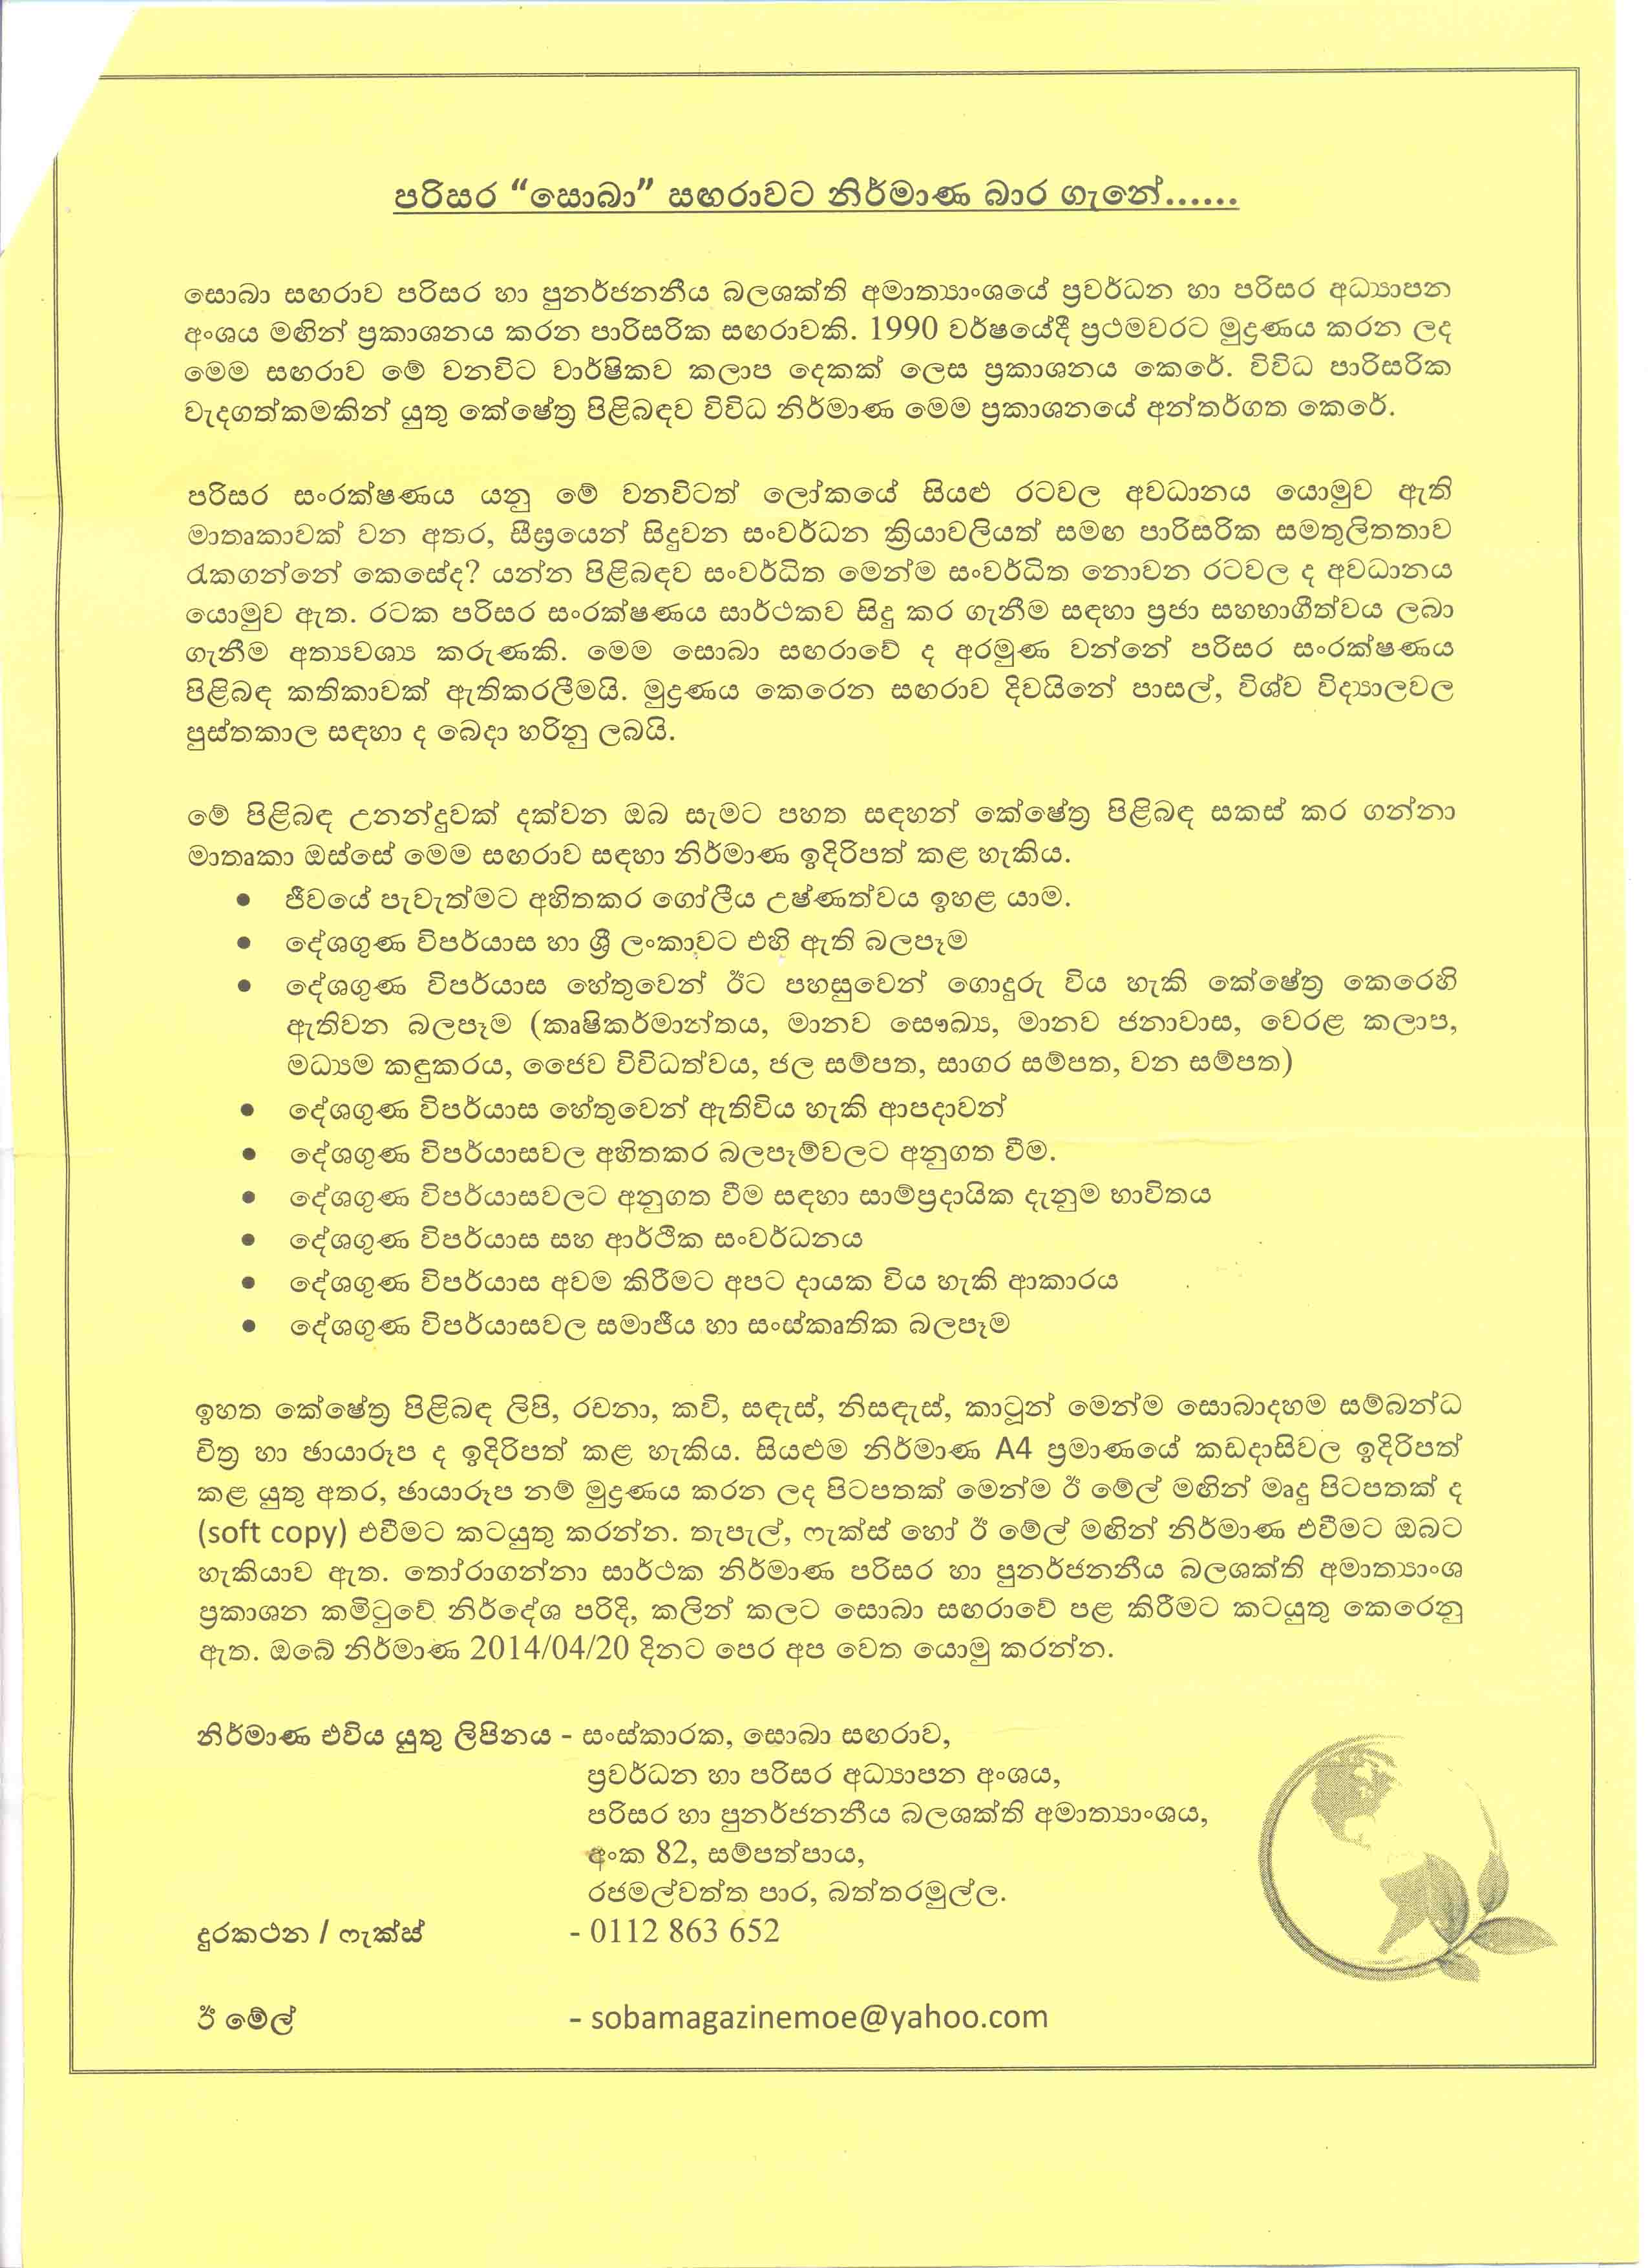 පරිසර “සොබා” සඟරාවට නිර්මාණ බාර ගැනේ......
සොබා සඟරාව පරිසර හා පුනර්ජනනීය බලශක්ති අමාත්‍යාංශයේ ප්‍රවර්ධන හා පරිසර අධ්‍යාපන
අංශය මඟින් ප්‍රකාශනය කරන පාරිසරික සඟරාවකි. 1990 වර්ෂයේදී ප්‍රථමවරට මුද්‍රණය කරන ලද
මෙම සඟරාව මේ වනවිට වාර්ෂිකව කලාප දෙකක් ලෙස ප්‍රකාශනය කෙරේ. විවිධ පාරිසරික
වැදගත්කමකින් යුතු කේෂේත්‍ර පිළිබඳව විවිධ නිර්මාණ මෙම ප්‍රකාශනයේ අන්තර්ගත කෙරේ.
පරිසර සංරක්ෂණය යනු මේ වනවිටත් ලෝකයේ සියළු රටවල අවධානය යොමුව ඇති
මාතෘකාවක් වන අතර, සීඝ්‍රයෙන් සිදුවන සංවර්ධන ක්‍රියාවලියත් සමඟ පාරිසරික සමතුලිතතාව
රැකගන්නේ කෙසේද? යන්න පිළිබඳව සංවර්ධිත මෙන්ම සංවර්ධිත නොවන රටවල ද අවධානය
යොමුව ඇත. රටක පරිසර සංරක්ෂණය සාර්ථකව සිදු කර ගැනීම සඳහා ප්‍රජා සහභාගීත්වය ලබා
ගැනීම අත්‍යවශ්‍ය කරුණකි. මෙම සොබා සඟරාවේ ද අරමුණ වන්නේ පරිසර සංරක්ෂණය
පිළිබඳ කතිකාවක් ඇතිකරලීමයි. මුද්‍රණය කෙරෙන සඟරාව දිවයිනේ පාසල්, විශ්ව විද්‍යාලවල
පුස්තකාල සඳහා ද බෙදා හරිනු ලබයි.
මේ පිළිබඳ උනන්දුවක් දක්වන ඔබ සැමට පහත සඳහන් කේෂේත්‍ර පිළිබඳ සකස් කර ගන්නා
මාතෘකා ඔස්සේ මෙම සඟරාව සඳහා නිර්මාණ ඉදිරිපත් කළ හැකිය.
• ජීවයේ පැවැත්මට අහිතකර ගෝලීය උෂ්ණත්වය ඉහළ යාම.
• දේශගුණ විපර්යාස හා ශ්‍රී ලංකාවට එහි ඇති බලපෑම
• දේශගුණ විපර්යාස හේතුවෙන් ඊට පහසුවෙන් ගොදුරු විය හැකි කේෂේත්‍ර කෙරෙහි
ඇතිවන බලපෑම (කෘෂිකර්මාන්තය, මානව සෞඛ්‍ය, මානව ජනාවාස, වෙරළ කලාප,
මධ්‍යම කඳුකරය, ජෛව විවිධත්වය, ජල සම්පත, සාගර සම්පත, වන සම්පත)
• දේශගුණ විපර්යාස හේතුවෙන් ඇතිවිය හැකි ආපදාවන්
• දේශගුණ විපර්යාසවල අහිතකර බලපෑම්වලට අනුගත වීම.
• දේශගුණ විපර්යාසවලට අනුගත වීම සඳහා සාම්ප්‍රදායික දැනුම භාවිතය
• දේශගුණ විපර්යාස සහ ආර්ථික සංවර්ධනය
• දේශගුණ විපර්යාස අවම කිරීමට අපට දායක විය හැකි ආකාරය
• දේශගුණ විපර්යාසවල සමාජීය හා සංස්කෘතික බලපෑම
ඉහත කේෂේත්‍ර පිළිබඳ ලිපි, රචනා, කවි, සඳැස්, නිසඳැස්, කාටූන් මෙන්ම සොබාදහම සම්බන්ධ
චිත්‍ර හා ඡායාරූප ද ඉදිරිපත් කළ හැකිය. සියළුම නිර්මාණ A4 ප්‍රමාණයේ කඩදාසිවල ඉදිරිපත්
කළ යුතු අතර, ඡායාරූප නම් මුද්‍රණය කරන ලද පිටපතක් මෙන්ම ඊ මේල් මඟින් මෘදු පිටපතක් ද
(soft copy) එවීමට කටයුතු කරන්න. තැපැල්, ෆැක්ස් හෝ ඊ මේල් මඟින් නිර්මාණ එවීමට ඔබට
හැකියාව ඇත. තෝරාගන්නා සාර්ථක නිර්මාණ පරිසර හා පුනර්ජනනීය බලශක්ති අමාත්‍යාංශ
ප්‍රකාශන කමිටුවේ නිර්දේශ පරිදි, කලින් කලට සොබා සඟරාවේ පළ කිරීමට කටයුතු කෙරෙනු
ඇත. ඔබේ නිර්මාණ 2014/04/20 දිනට පෙර අප වෙත යොමු කරන්න.
නිර්මාණ එවිය යුතු ලිපිනය - සංස්කාරක, සොබා සඟරාව,
ප්‍රවර්ධන හා පරිසර අධ්‍යාපන අංශය,
පරිසර හා පුනර්ජනනීය බලශක්ති අමාත්‍යාංශය,
අංක 82, සම්පත්පාය,
රජමල්වත්ත පාර, බත්තරමුල්ල.
දුරකථන / ෆැක්ස් - 0112 863 652
ඊ මේල් - sobamagazinemoe@yahoo.com